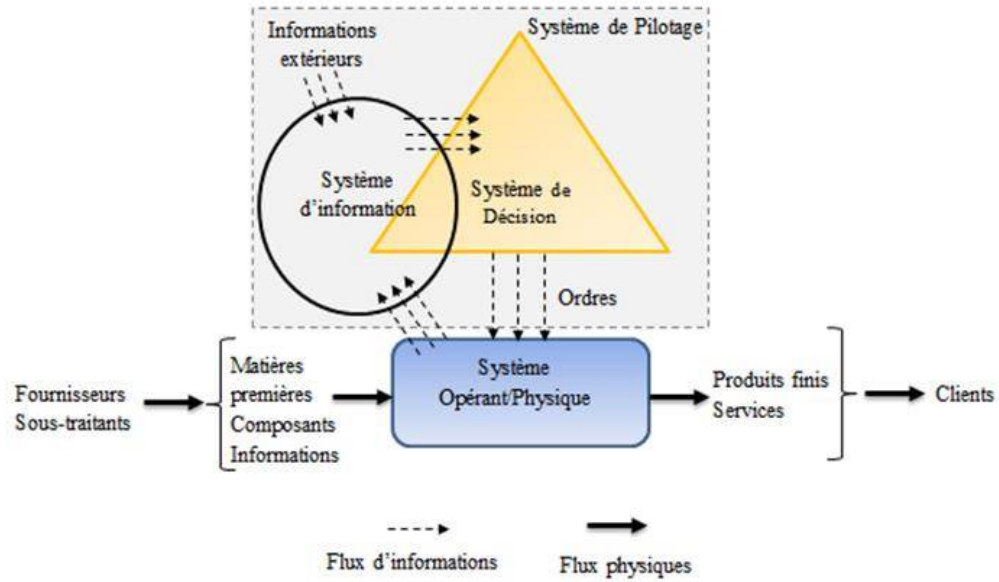 Système de Pilotage
Informations
extérieurs
Système
d'information
Système de
Décision
Ordres
Système
Opérant/Physique
Fournisseurs
Sous-traitants
Matières
premières
Composants
Informations
Produits finis
Services
Clients
Flux d'informations
Flux physiques